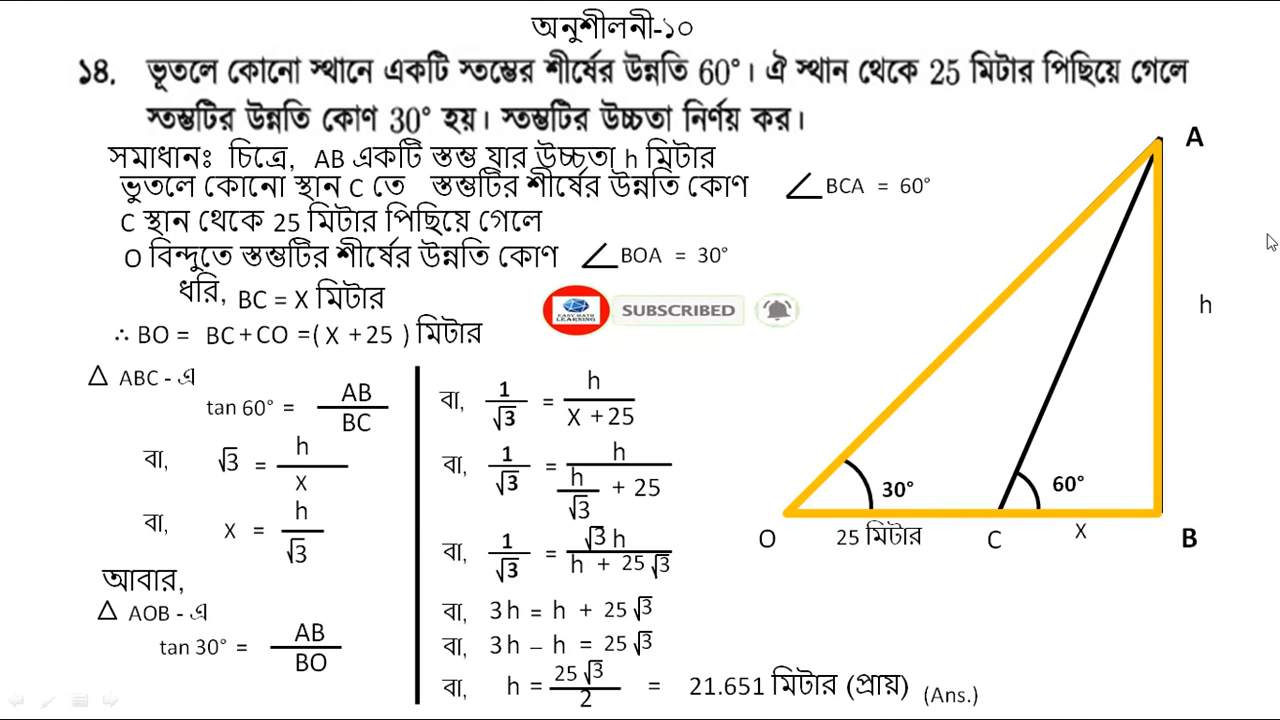 অনুশীলনী-১০
১৪. ভূতলে কোনো স্থানে একটি স্তম্ভের শীর্ষের উন্নতি 60°। ঐ স্থান থেকে 25 মিটার পিছিয়ে গেলে
স্তম্ভটির উন্নতি কোণ 30° হয়। স্তম্ভটির উচ্চতা নির্ণয় কর।
সমাধানঃ চিত্রে, AB একটি স্তম্ভ যার উচ্চতা h মিটার
ভুতলে কোনো স্থান C তে স্তম্ভটির শীর্ষের উন্নতি কোণ ∠BCA = 60°
C স্থান থেকে 25 মিটার পিছিয়ে গেলে
O বিন্দুতে স্তম্ভটির শীর্ষের উন্নতি কোণ ∠BOA = 30°
ধরি, BC = X মিটার
∴ BO = BC+CO =( X +25 ) মিটার
EASY MATH LEARNING
SUBSCRIBED
△ ABC - এ
tan 60° = AB/BC
বা, √3 = h/X
বা, X = h/√3
আবার,
△ AOB - এ
tan 30° = AB/BO
বা, 1/√3 = h/(X +25)
বা, 1/√3 = h/(h/√3 + 25)
বা, 1/√3 = √3 h/(h + 25√3)
বা, 3h = h + 25√3
বা, 3h – h = 25√3
বা, h = 25√3/2 = 21.651 মিটার (প্রায়) (Ans.)
A
h
30°
60°
O
25 মিটার
C
X
B